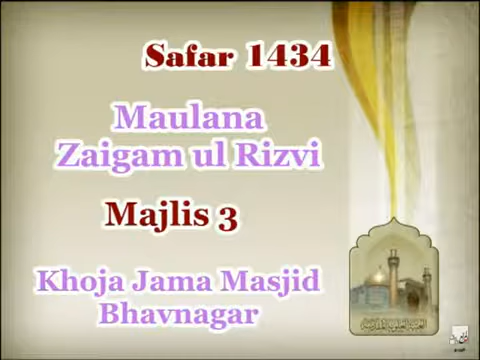 Safar 1434
Maulana
Zaigam ul Rizvi
Majlis 3
Khoja Jama Masjid
Bhavnagar